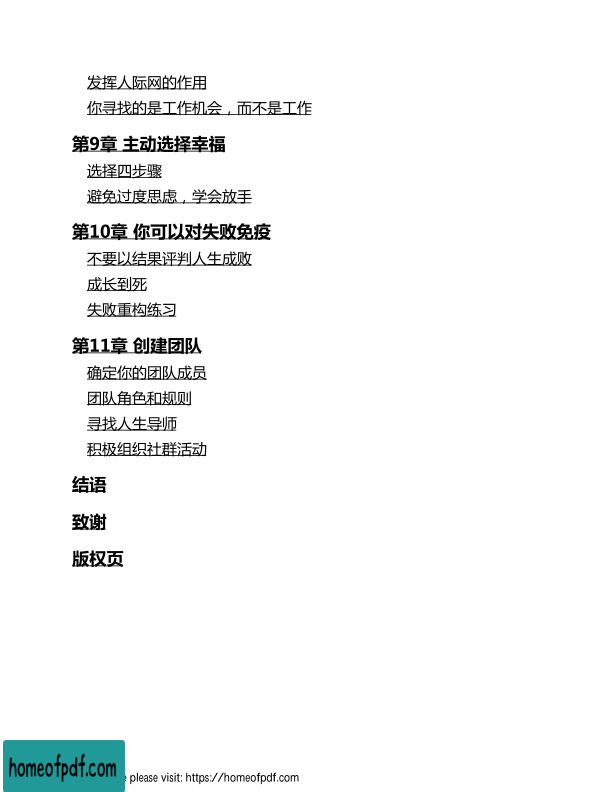 发挥人际网的作用
你寻找的是工作机会，而不是工作
第9章 主动选择幸福
选择四步骤
避免过度思虑，学会放手
第10章 你可以对失败免疫
不要以结果评判人生成败
成长到死
失败重构练习
第11章 创建团队
确定你的团队成员
团队角色和规则
寻找人生导师
积极组织社群活动
结语
致谢
版权页
homeofpdf.com
please visit: https://homeofpdf.com